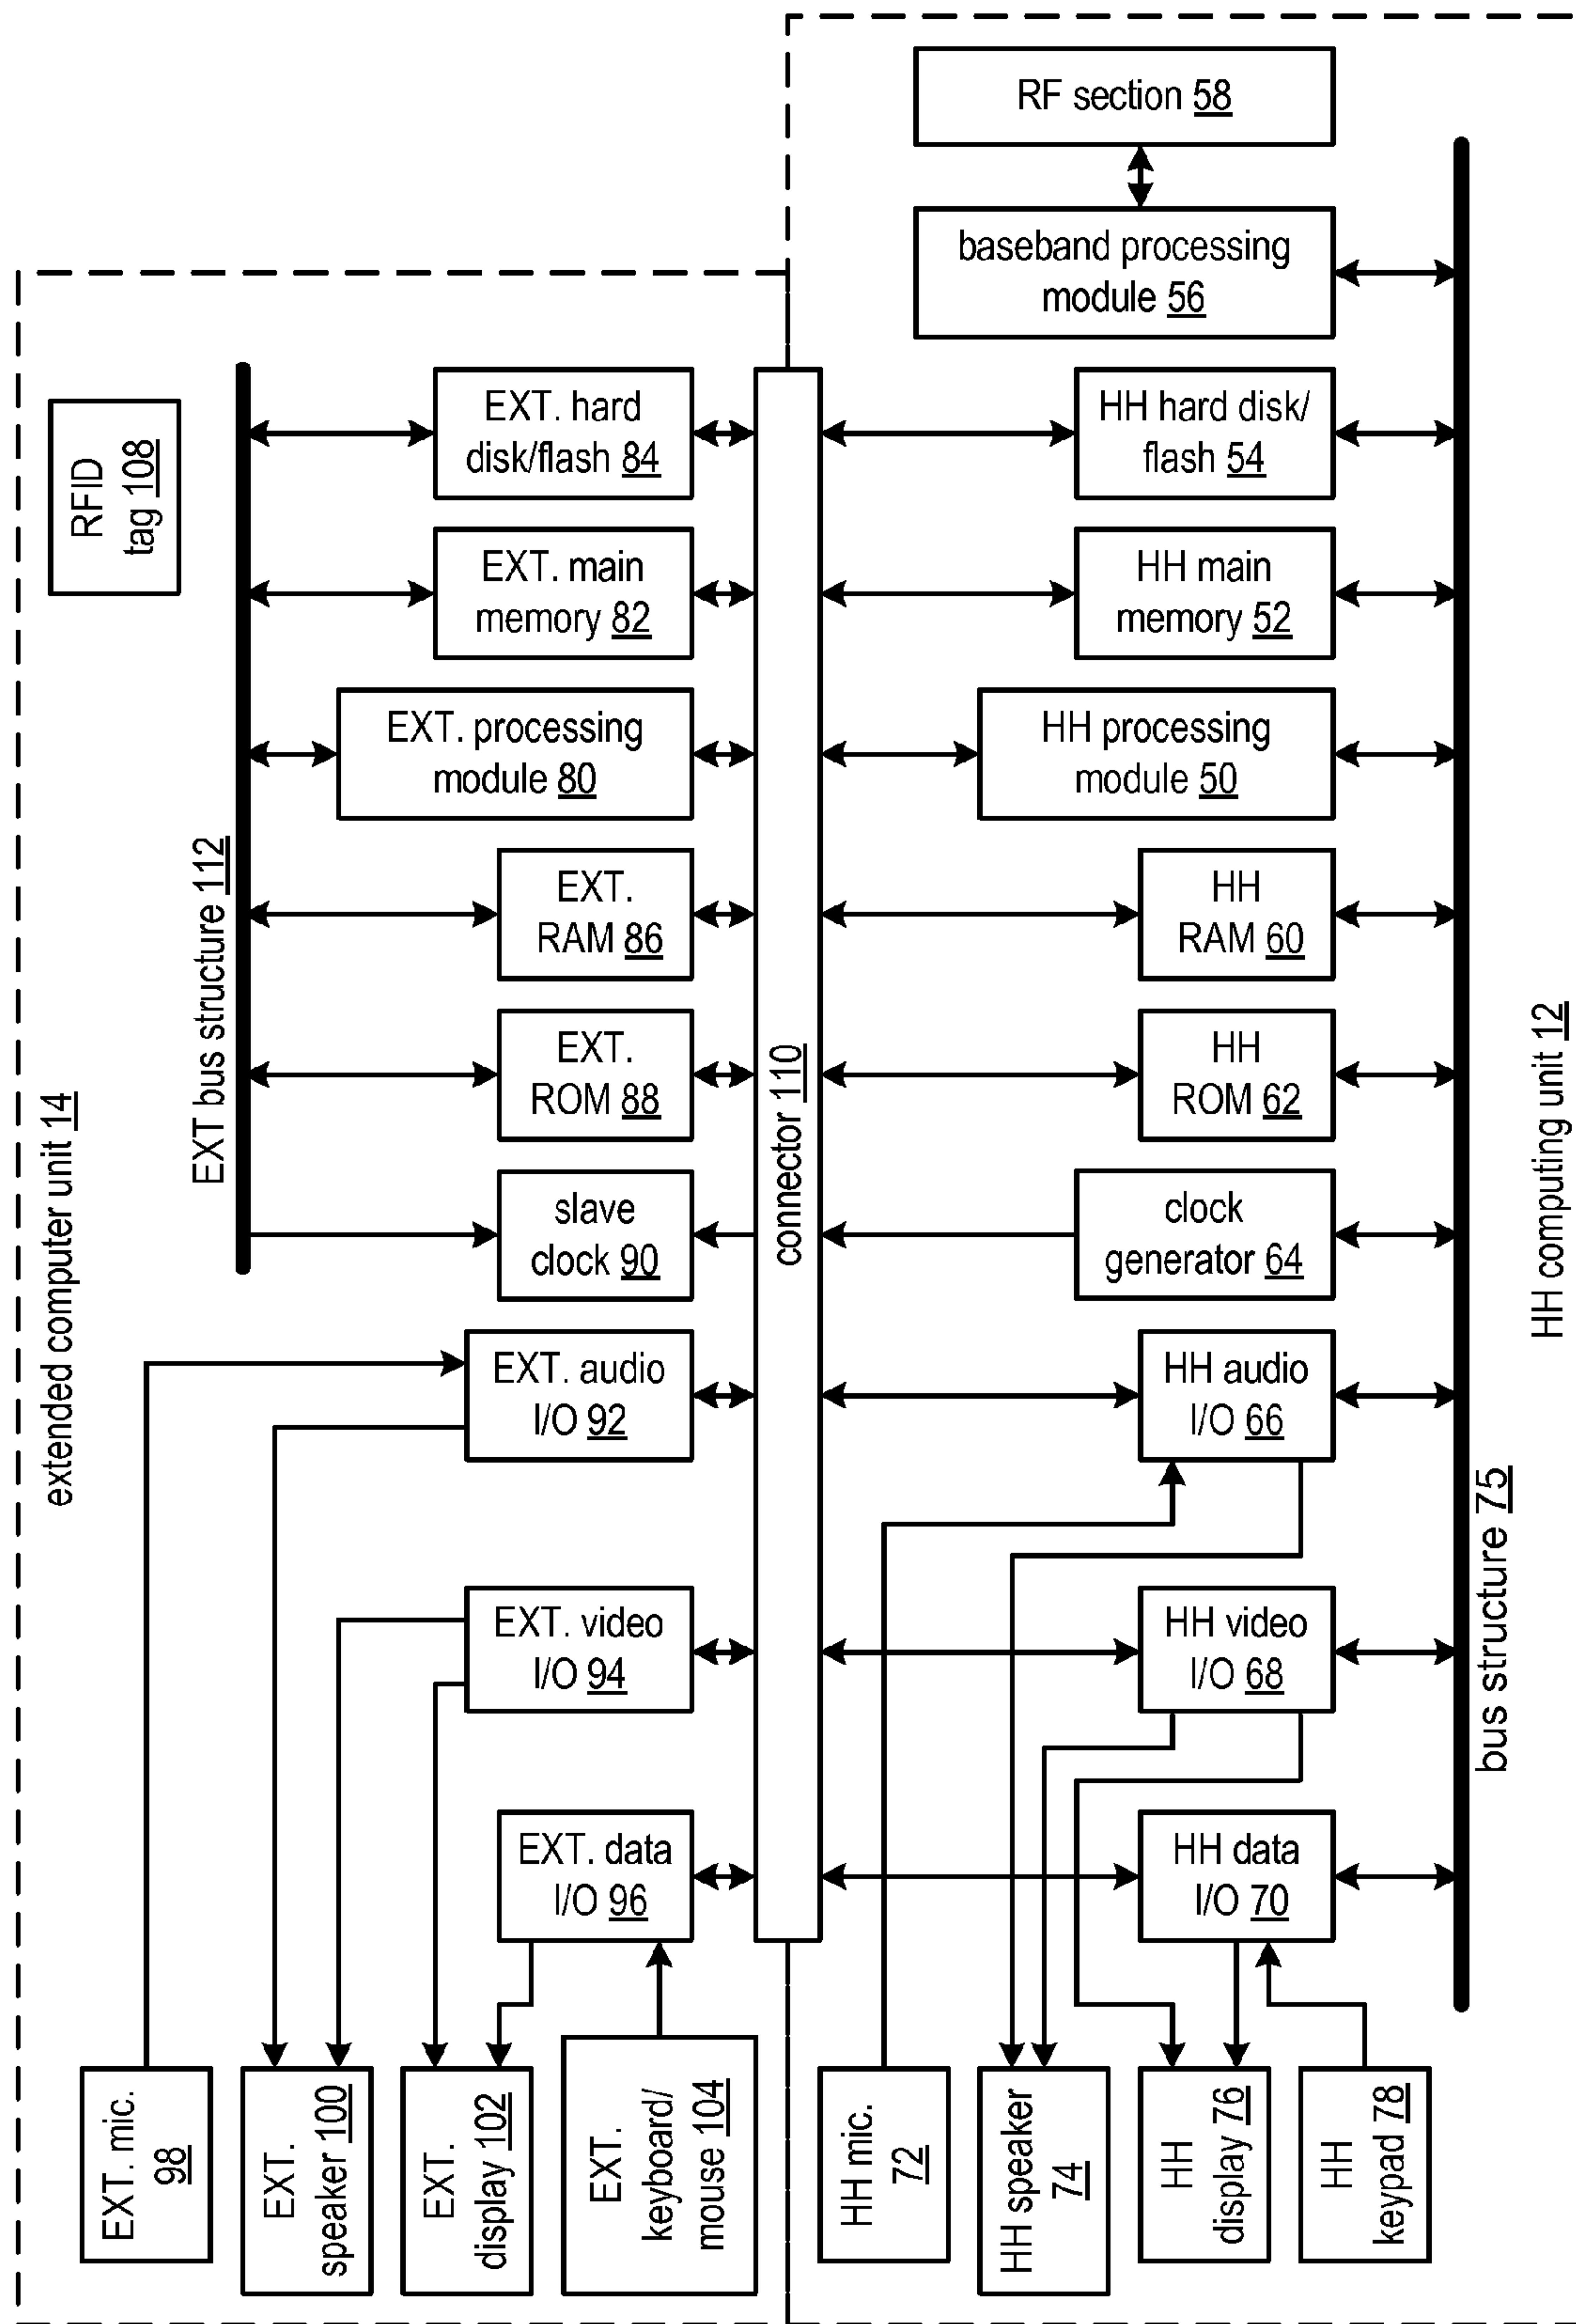 RF section 58
baseband processing
module 56
RFID
tag 108
EXT. hard
disk/flash 84
HH hard disk/
flash 54
EXT. main
memory 82
HH main
memory 52
EXT. processing
module 80
HH processing
module 50
EXT bus structure 112
EXT.
RAM 86
HH
RAM 60
extended computer unit 14
EXT.
ROM 88
connector 110
HH
ROM 62
HH computing unit 12
slave
clock 90
clock
generator 64
EXT. audio
I/O 92
HH audio
I/O 66
EXT. video
I/O 94
HH video
I/O 68
bus structure 75
EXT. data
I/O 96
HH data
I/O 70
EXT. mic.
98
EXT.
speaker 100
EXT.
display 102
EXT.
keyboard/
mouse 104
HH mic.
72
HH speaker
74
HH
display 76
HH
keypad 78